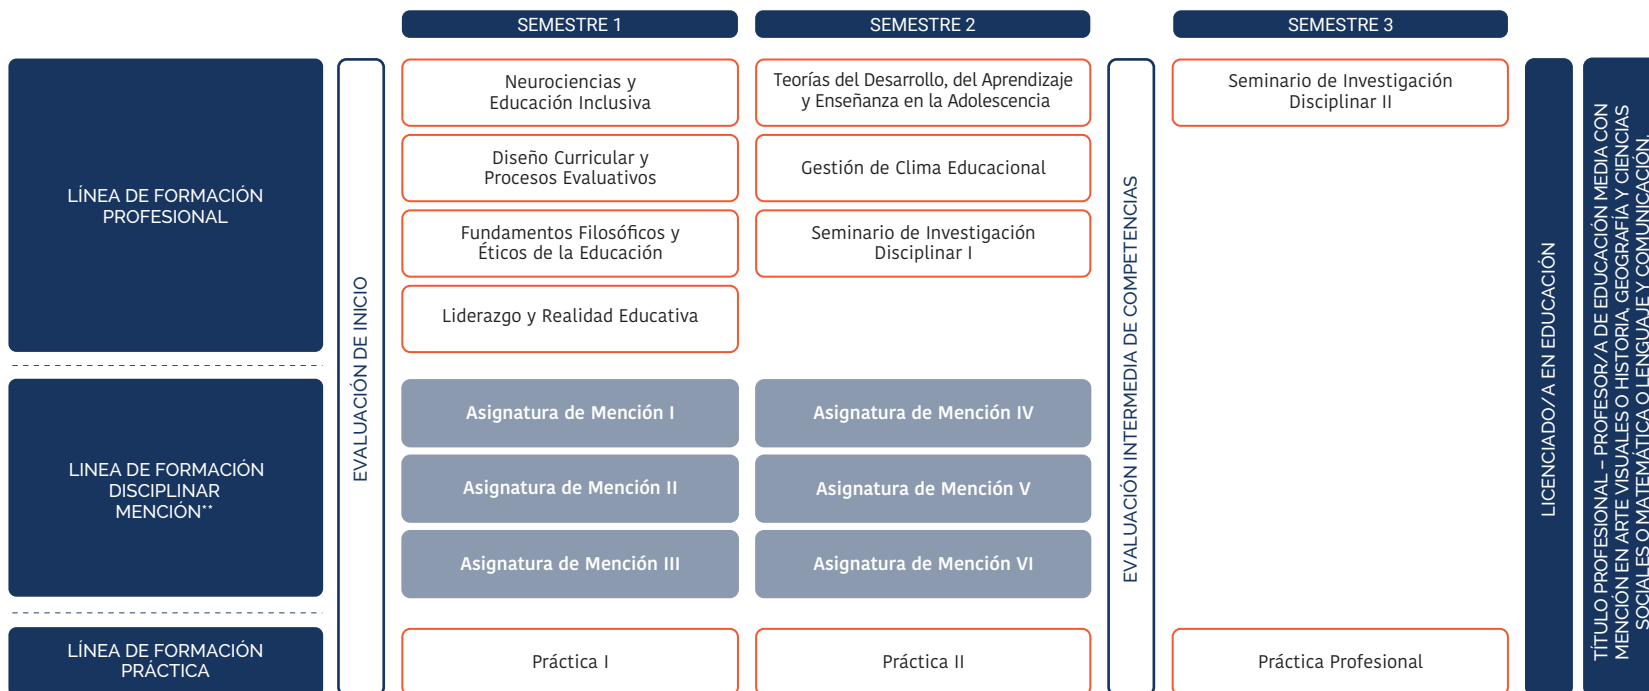 SEMESTRE 1
SEMESTRE 2
SEMESTRE 3
LÍNEA DE FORMACIÓN
PROFESIONAL
EVALUACIÓN DE INICIO
Neurociencias y
Educación Inclusiva
Diseño Curricular y
Procesos Evaluativos
Fundamentos Filosóficos y
Éticos de la Educación
Liderazgo y Realidad Educativa
Teorías del Desarrollo, del Aprendizaje
y Enseñanza en la Adolescencia
Gestión de Clima Educacional
Seminario de Investigación
Disciplinar I
EVALUACIÓN INTERMEDIA DE COMPETENCIAS
Seminario de Investigación
Disciplinar II
LICENCIADO/A EN EDUCACIÓN
TÍTULO PROFESIONAL – PROFESOR/A DE EDUCACIÓN MEDIA CON
MENCIÓN EN ARTE VISUALES O HISTORIA, GEOGRAFÍA Y CIENCIAS
SOCIALES O MATEMÁTICA O LENGUAJE Y COMUNICACIÓN.
LINEA DE FORMACIÓN
DISCIPLINAR
MENCIÓN**
Asignatura de Mención I
Asignatura de Mención II
Asignatura de Mención III
Asignatura de Mención IV
Asignatura de Mención V
Asignatura de Mención VI
LÍNEA DE FORMACIÓN
PRÁCTICA
Práctica I
Práctica II
Práctica Profesional